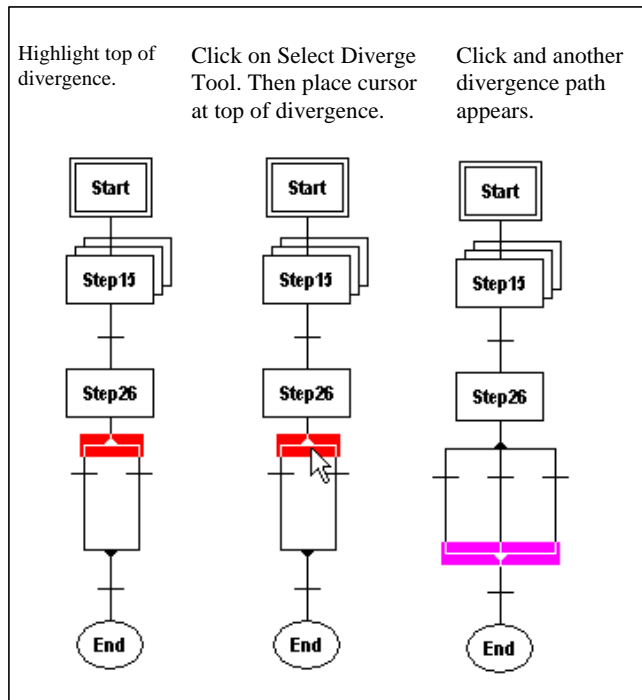 Highlight top of
divergence.
Click on Select Diverge
Tool. Then place cursor
at top of divergence.
Click and another
divergence path
appears.
Start
Step15
Step26
End
Start
Step15
Step26
End
Start
Step15
Step26
End